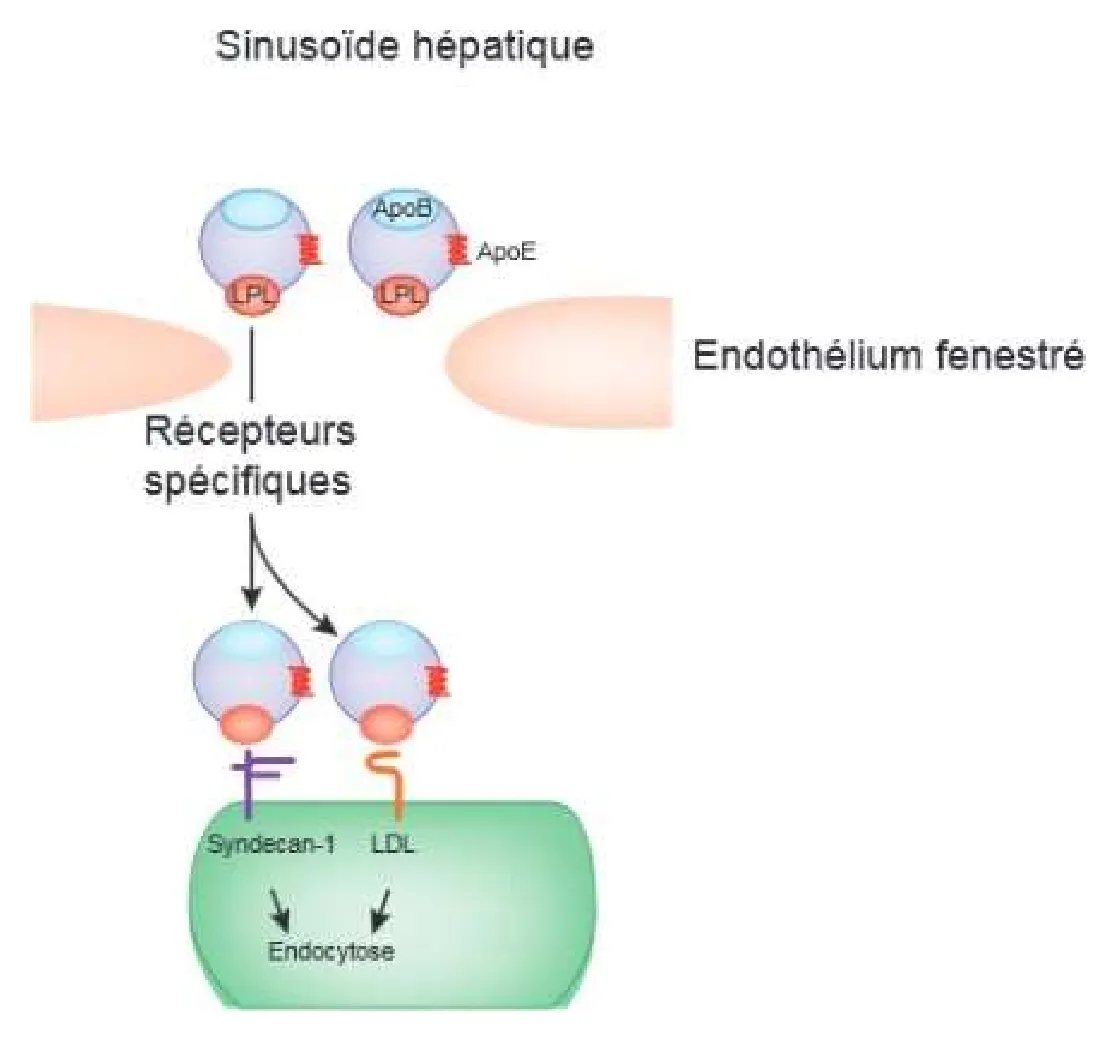 Sinusoïde hépatique
ApoB
ApoE
LPL
LPL
Endothélium fenestré
Récepteurs
spécifiques
Syndecan-1
LDL
Endocytose